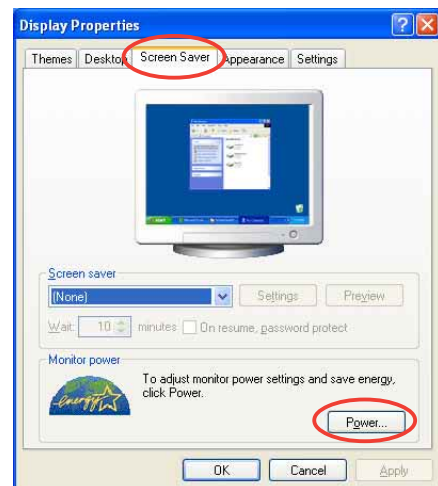 Display Properties
Themes Desktop Screen Saver Appearance Settings
start
Screen saver
(None) Settings Preview
Wait: 10 minutes On resume, password protect
Monitor power
To adjust monitor power settings and save energy,
click Power.
energy
Power...
OK Cancel Apply